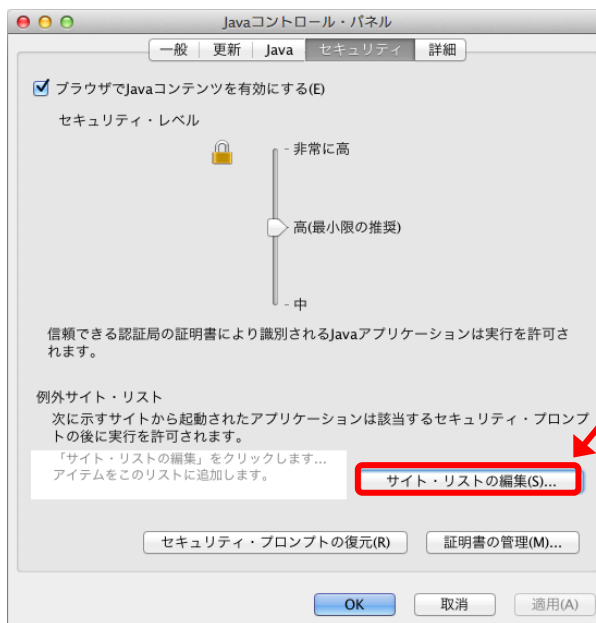 Javaコントロール・パネル
一般 更新 Java セキュリティ 詳細
ブラウザでJavaコンテンツを有効にする(E)
セキュリティ・レベル
- 非常に高
高(最小限の推奨)
- 中
信頼できる認証局の証明書により識別されるJavaアプリケーションは実行を許可さ
れます。
例外サイト・リスト
次に示すサイトから起動されたアプリケーションは該当するセキュリティ・プロンプ
トの後に実行を許可されます。
「サイト・リストの編集」をクリックします...
アイテムをこのリストに追加します。
サイト・リストの編集(S)...
セキュリティ・プロンプトの復元(R) 証明書の管理(M)...
OK 取消 適用(A)